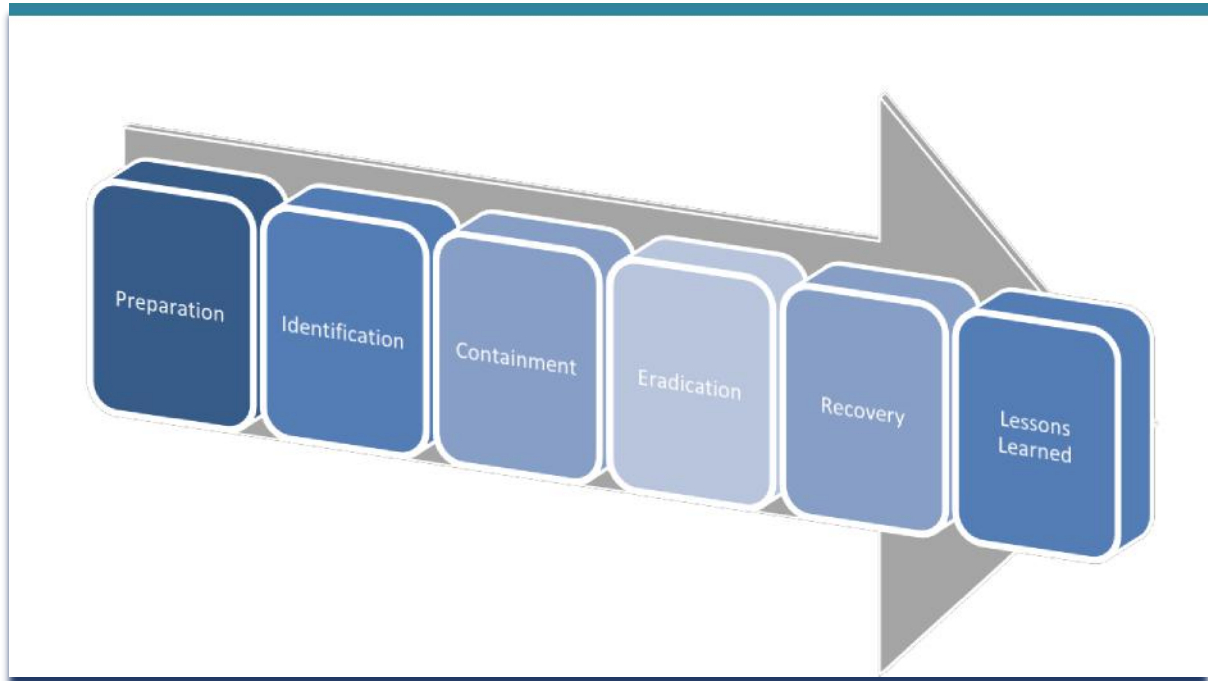 Preparation
Identification
Containment
Eradication
Recovery
Lessons
Learned